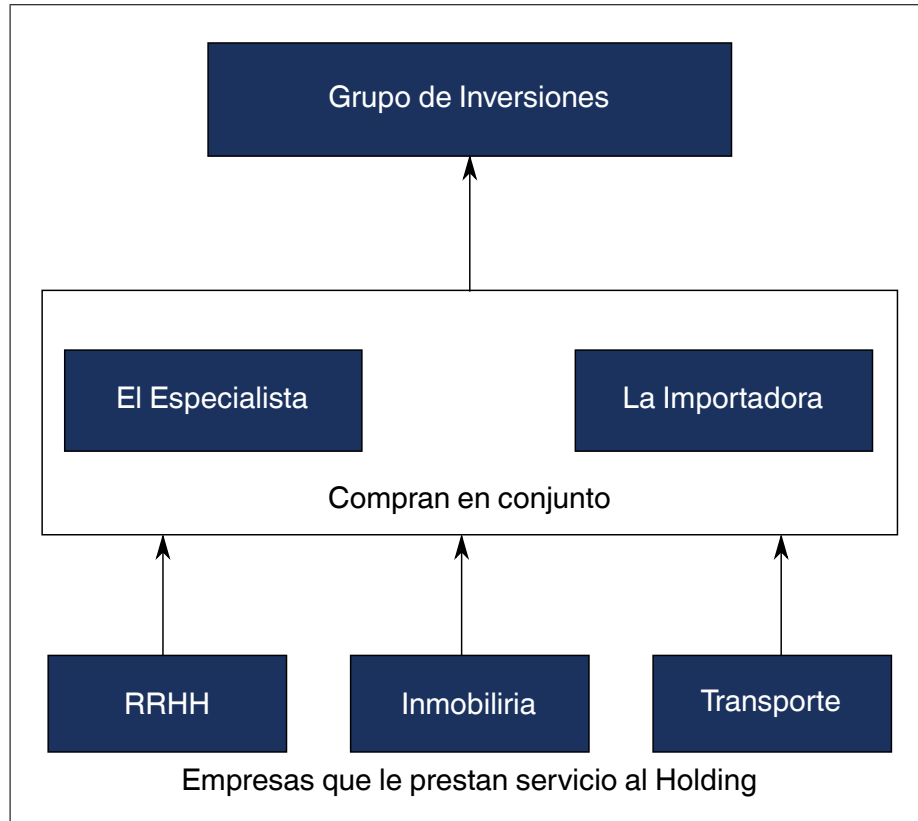 Grupo de Inversiones
El Especialista
La Importadora
Compran en conjunto
RRHH
Inmobiliria
Transporte
Empresas que le prestan servicio al Holding